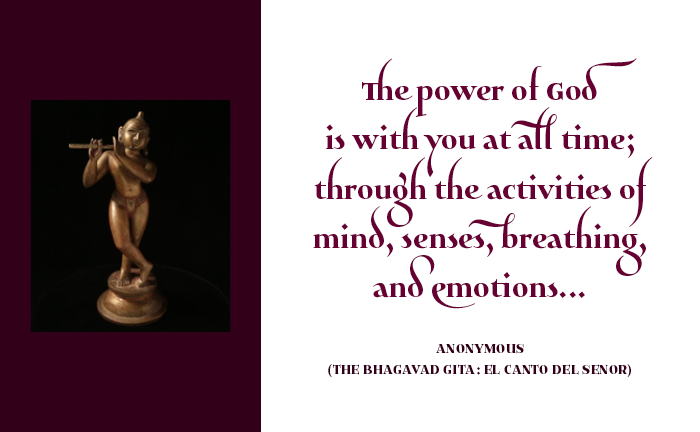 The power of God
is with you at all time;
through the activities of
mind, senses, breathing,
and emotions...
ANONYMOUS
(THE BHAGAVAD GITA: EL CANTO DEL SENOR)